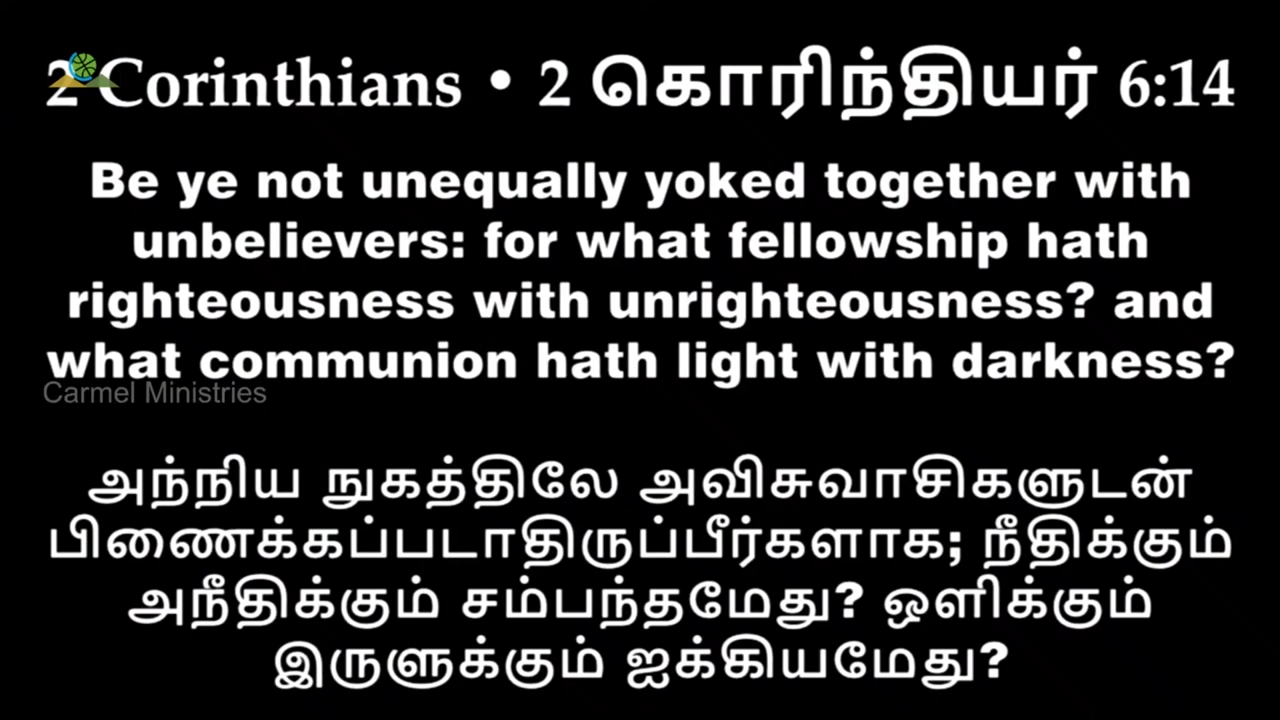 2 Corinthians • 2 கொரிந்தியர் 6:14
Be ye not unequally yoked together with
unbelievers: for what fellowship hath
righteousness with unrighteousness? and
what communion hath light with darkness?
Carmel Ministries
அந்நிய நுகத்திலே அவிசுவாசிகளுடன்
பிணைக்கப்படாதிருப்பீர்களாக; நீதிக்கும்
அநீதிக்கும் சம்பந்தமேது? ஒளிக்கும்
இருளுக்கும் ஐக்கியமேது?